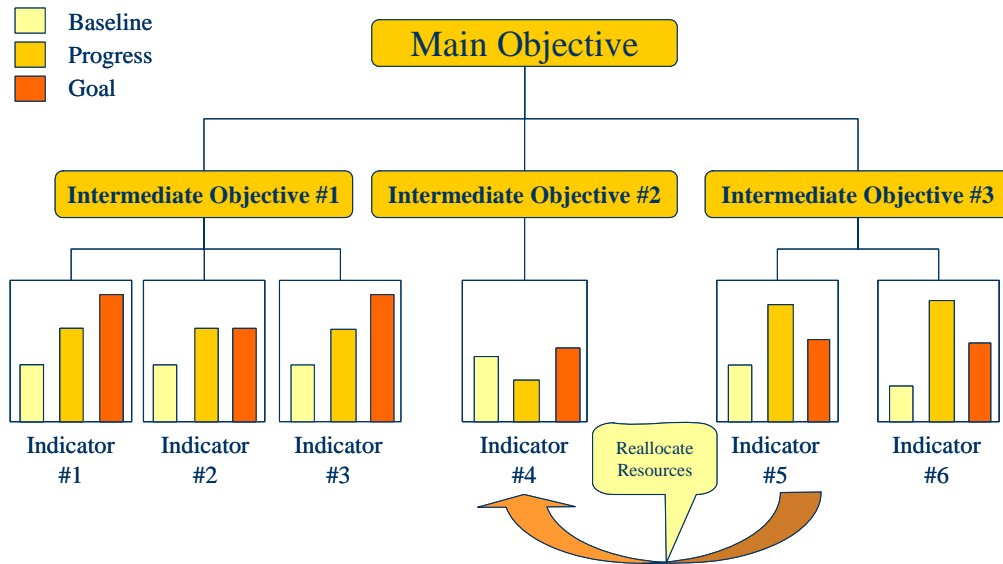 Baseline
Progress
Goal
Main Objective
Intermediate Objective #1
Intermediate Objective #2
Intermediate Objective #3
Indicator
#1
Indicator
#2
Indicator
#3
Indicator
#4
Indicator
#5
Indicator
#6
Reallocate
Resources